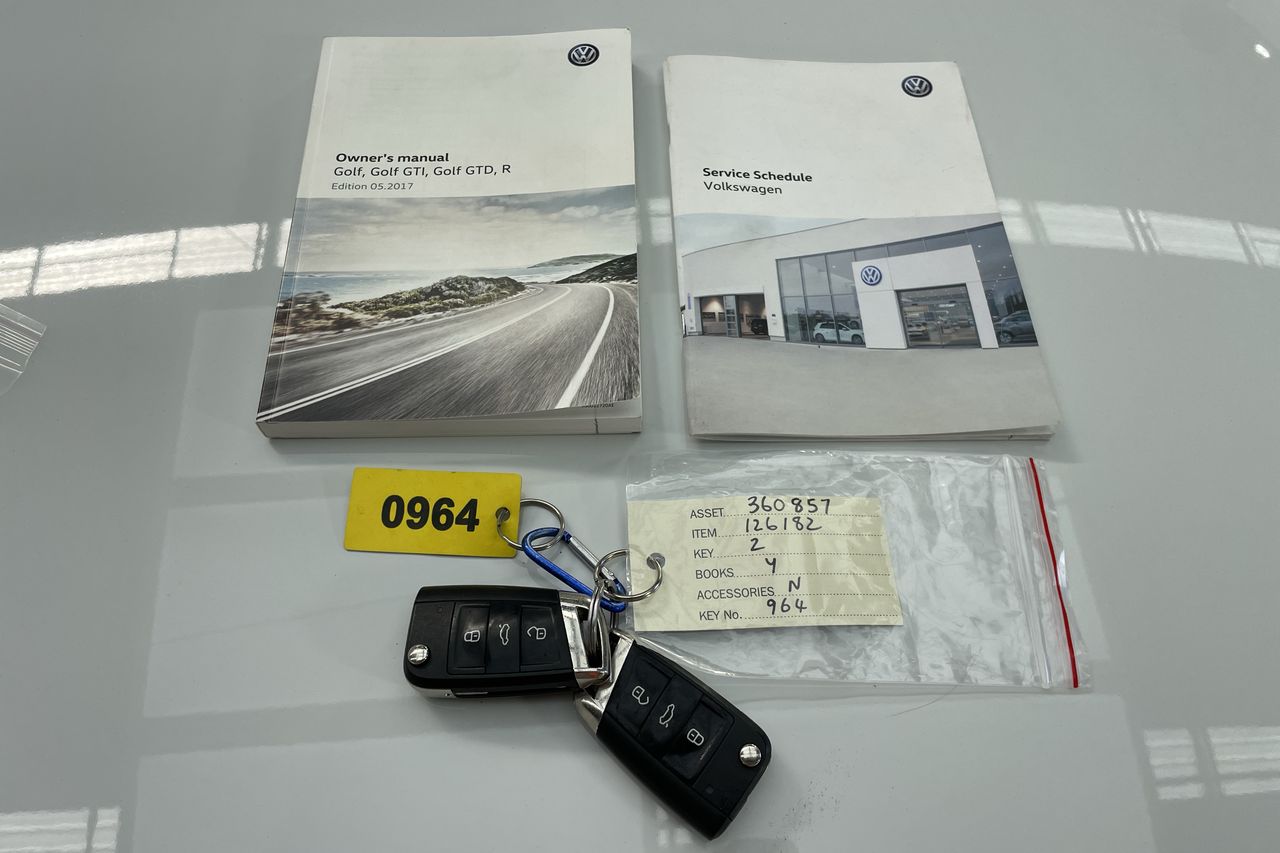 Owner's manual
Golf, Golf GTI, Golf GTD, R
Edition 05.2017
Service Schedule
Volkswagen
0964
ASSET 360857
ITEM 126182
KEY 2
BOOKS Y
ACCESSORIES N
KEY No. 964